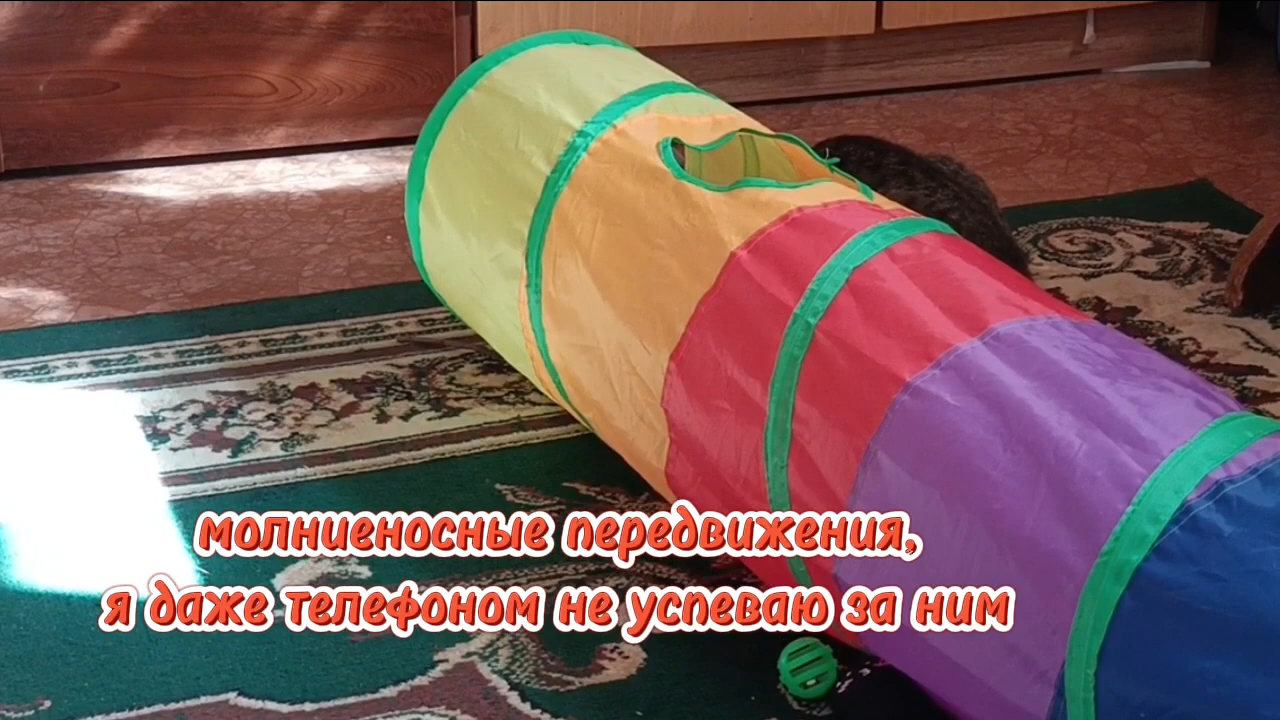 молниеносные передвижения,
я даже телефоном не успеваю за ним